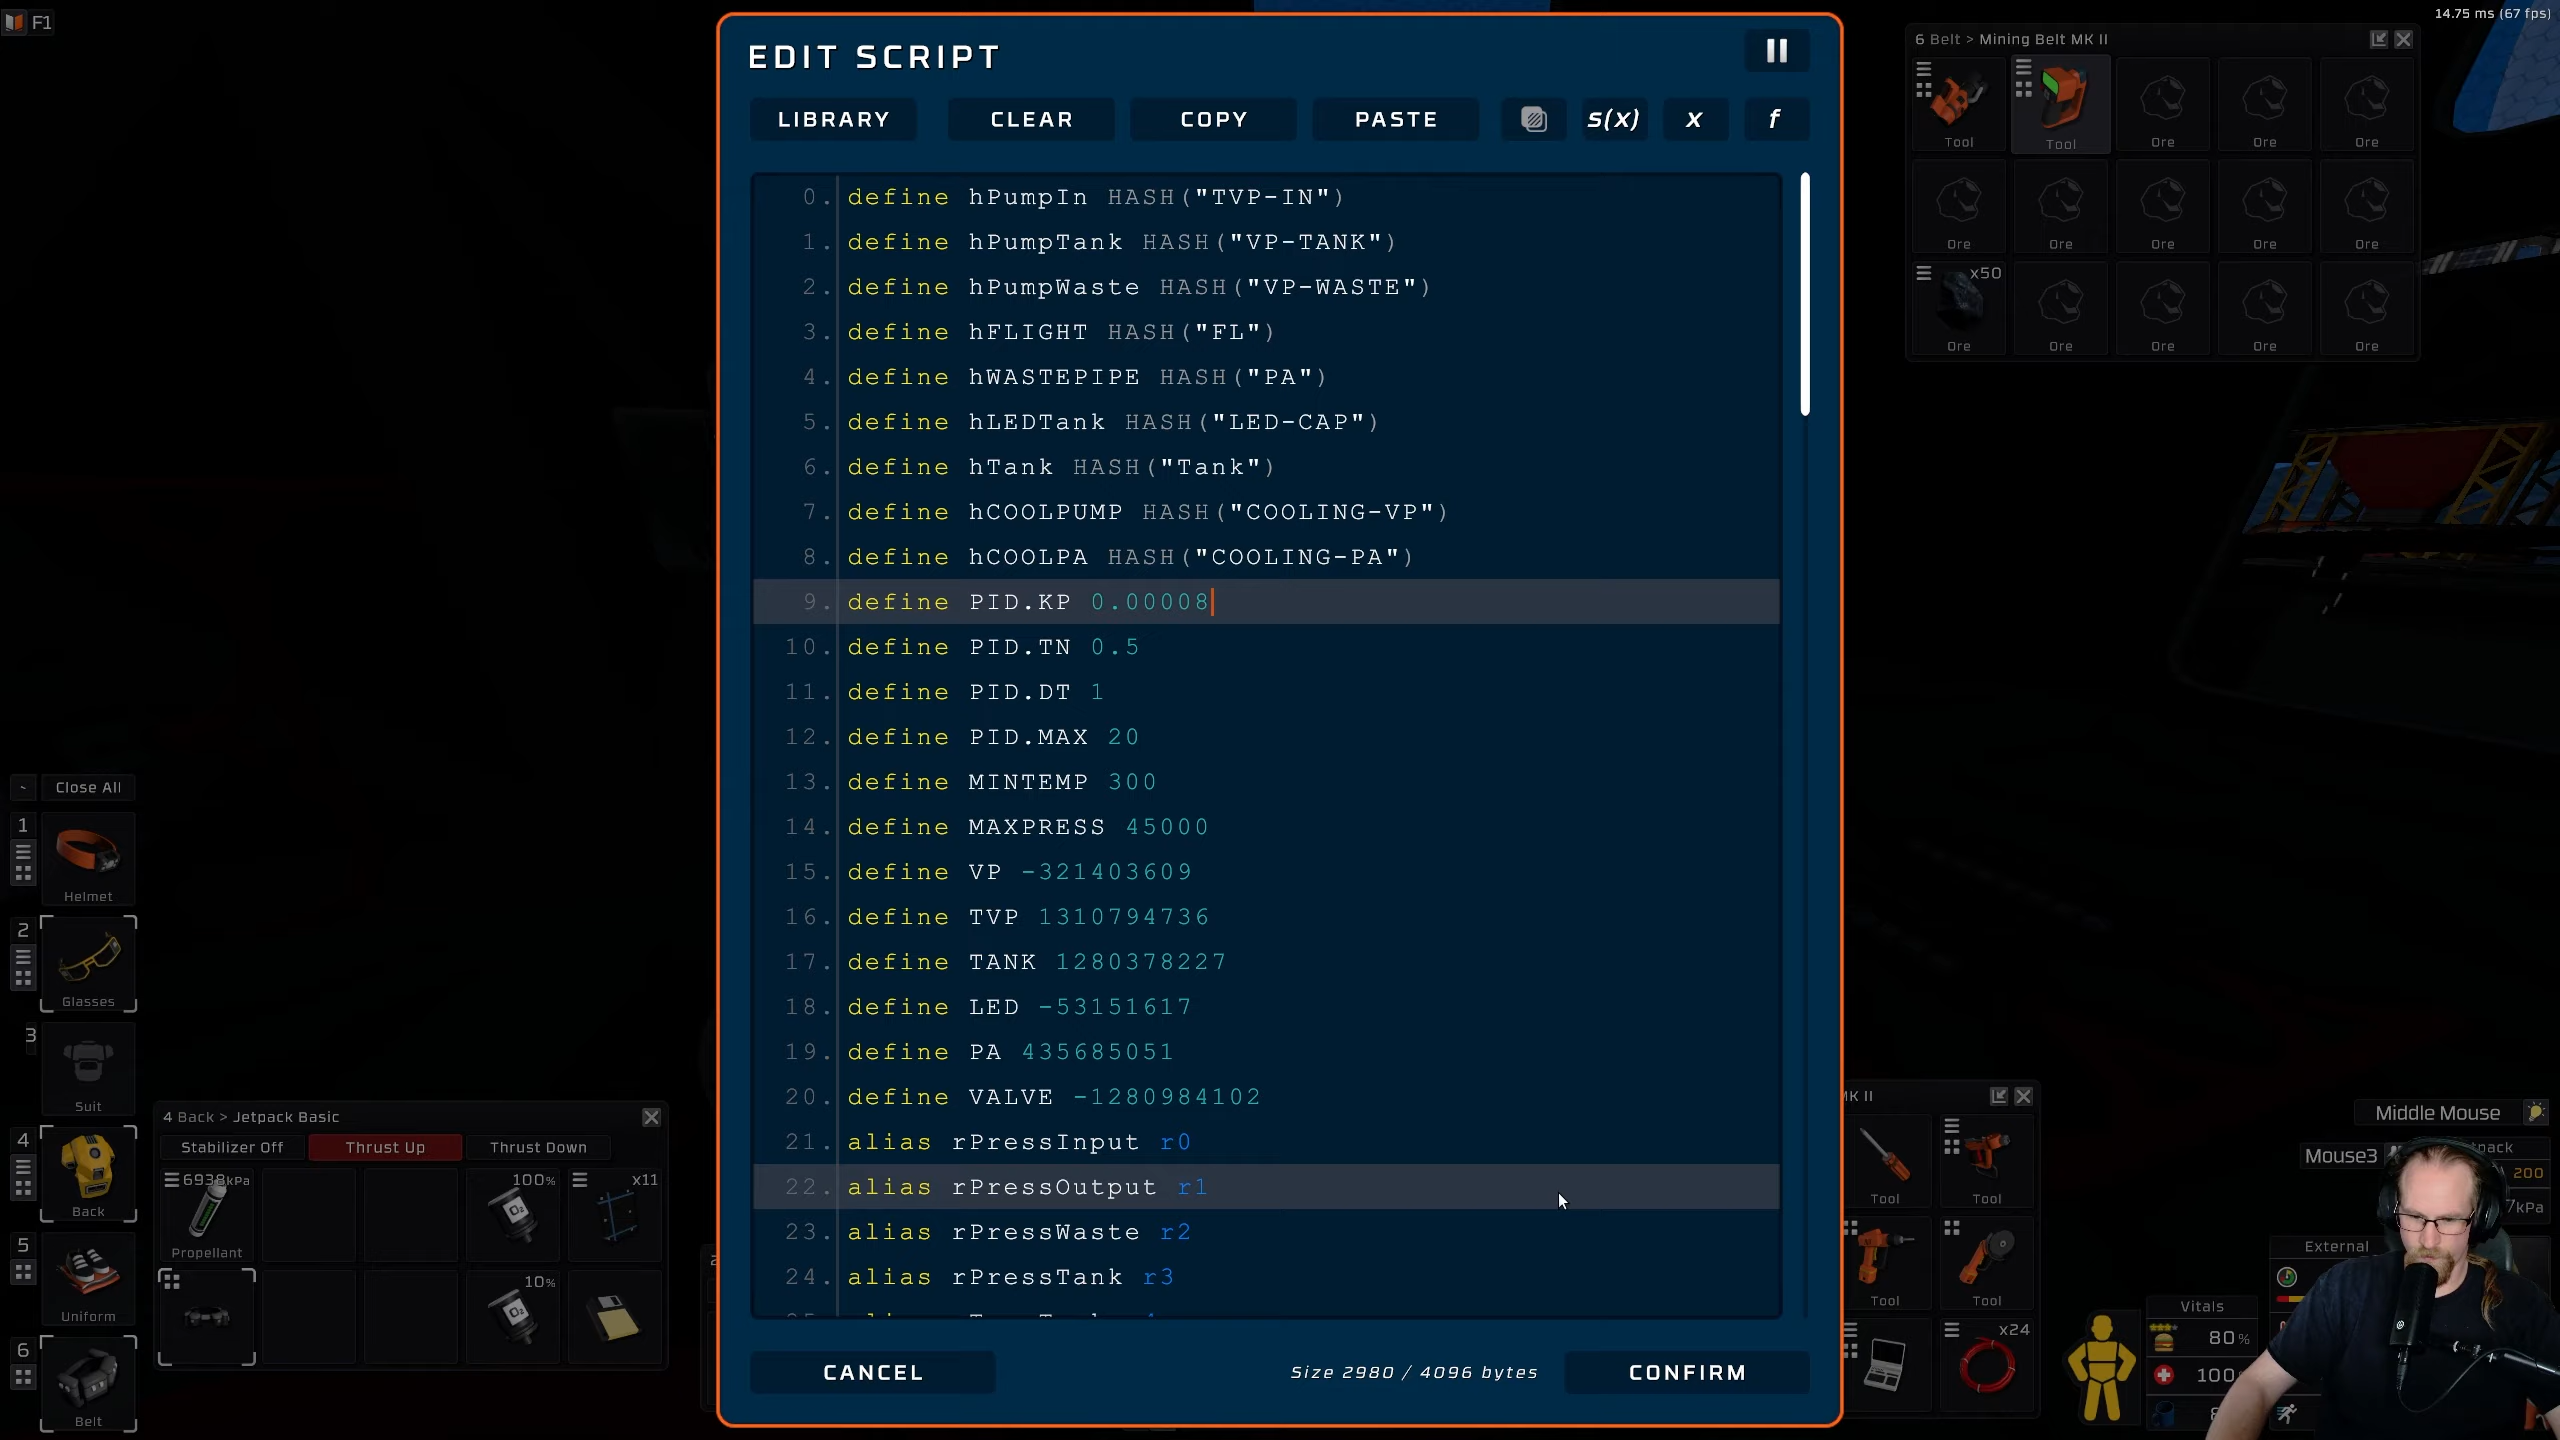 F1
14.75 ms (67 fps)
EDIT SCRIPT
LIBRARY
CLEAR
COPY
PASTE
s(x)
x
f
0. define hPumpIn HASH("TVP-IN")
1. define hPumpTank HASH("VP-TANK")
2. define hPumpWaste HASH("VP-WASTE")
3. define hFLIGHT HASH("FL")
4. define hWASTEPIPE HASH("PA")
5. define hLEDTank HASH("LED-CAP")
6. define hTank HASH("Tank")
7. define hCOOLPUMP HASH("COOLING-VP")
8. define hCOOLPA HASH("COOLING-PA")
9. define PID.KP 0.00008
10. define PID.TN 0.5
11. define PID.DT 1
12. define PID.MAX 20
13. define MINTEMP 300
14. define MAXPRESS 45000
15. define VP -321403609
16. define TVP 1310794736
17. define TANK 1280378227
18. define LED -53151617
19. define PA 435685051
20. define VALVE -1280984102
21. alias rPressInput r0
22. alias rPressOutput r1
23. alias rPressWaste r2
24. alias rPressTank r3
CANCEL
Size 2980 / 4096 bytes
CONFIRM
6 Belt > Mining Belt MK II
Tool
Tool
Ore
Ore
Ore
Ore
Ore
Ore
Ore
Ore
x50
Ore
Ore
Ore
Ore
Ore
~ Close All
1
Helmet
2
Glasses
3
Suit
4
Back
5
Uniform
6
Belt
4 Back > Jetpack Basic
Stabilizer Off
Thrust Up
Thrust Down
6938kPa
Propellant
100%
x11
10%
MK II
Tool
Tool
Tool
Tool
x24
Middle Mouse
Mouse3
200
External
Vitals
80%